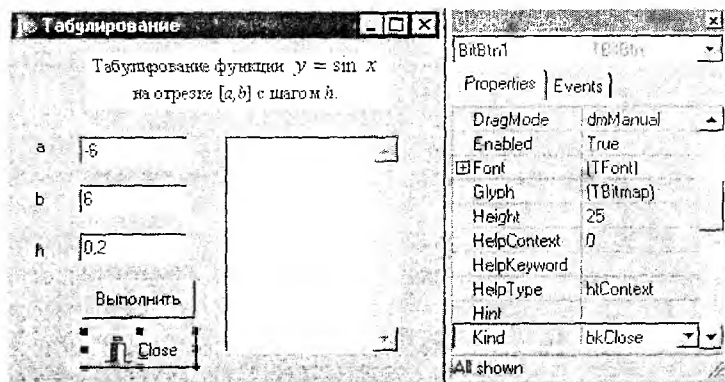 Табулирование
Табулирование функции y = sin x
на отрезке [a,b] с шагом h.
a -6
b 6
h 0,2
Выполнить
Close
BitBtn1 TBitBtn
Properties Events
DragMode dmManual
Enabled True
Font (TFont)
Glyph (TBitmap)
Height 25
HelpContext 0
HelpKeyword
HelpType htContext
Hint
Kind bkClose
All shown